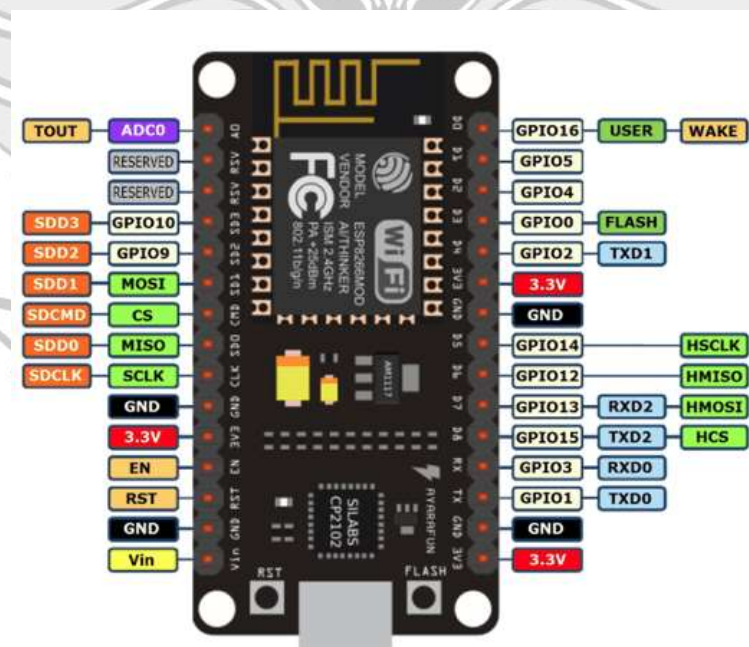 TOUT ADC0 A0 D0 GPIO16 USER WAKE
RESERVED RSV D1 GPIO5
RESERVED RSV D2 GPIO4
SDD3 GPIO10 SD3 D3 GPIO0 FLASH
SDD2 GPIO9 SD2 D4 GPIO2 TXD1
SDD1 MOSI SD1 3V3 3.3V
SDCMD CS CMD GND GND
SDD0 MISO SD0 D5 GPIO14 HSCLK
SDCLK SCLK CLK D6 GPIO12 HMISO
GND GND D7 GPIO13 RXD2 HMOSI
3.3V 3V3 D8 GPIO15 TXD2 HCS
EN EN RX GPIO3 RXD0
RST RST TX GPIO1 TXD0
GND GND GND GND
Vin Vin 3V3 3.3V
MODEL ESP8266MOD
VENDOR AI/THINKER
ISM 2.4GHz
PA +25dBm
802.11b/g/n
FC
Wi Fi
AM1117
SILABS
CP2102
AYARAFUN
RST FLASH